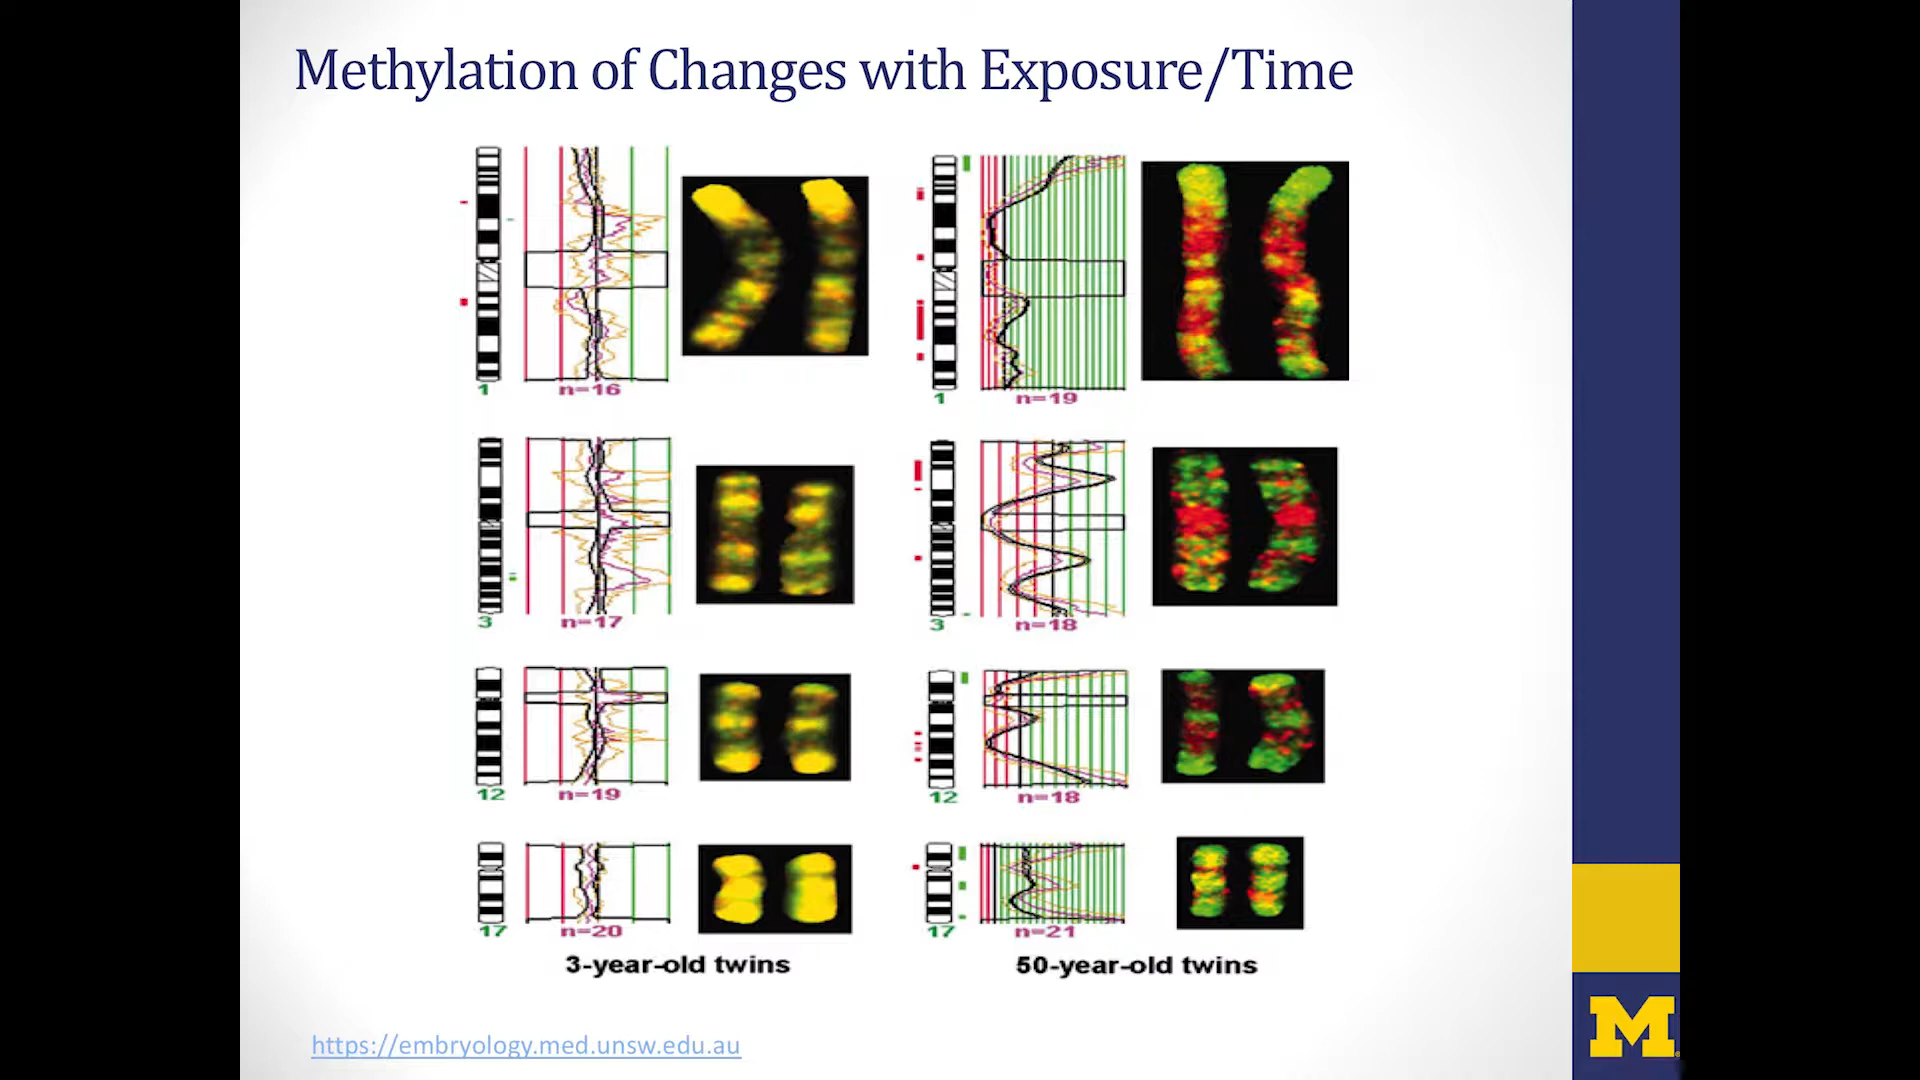 Methylation of Changes with Exposure/Time
1 n=16
1 n=19
3 n=17
3 n=18
12 n=19
12 n=18
17 n=20
17 n=21
3-year-old twins
50-year-old twins
https://embryology.med.unsw.edu.au
M